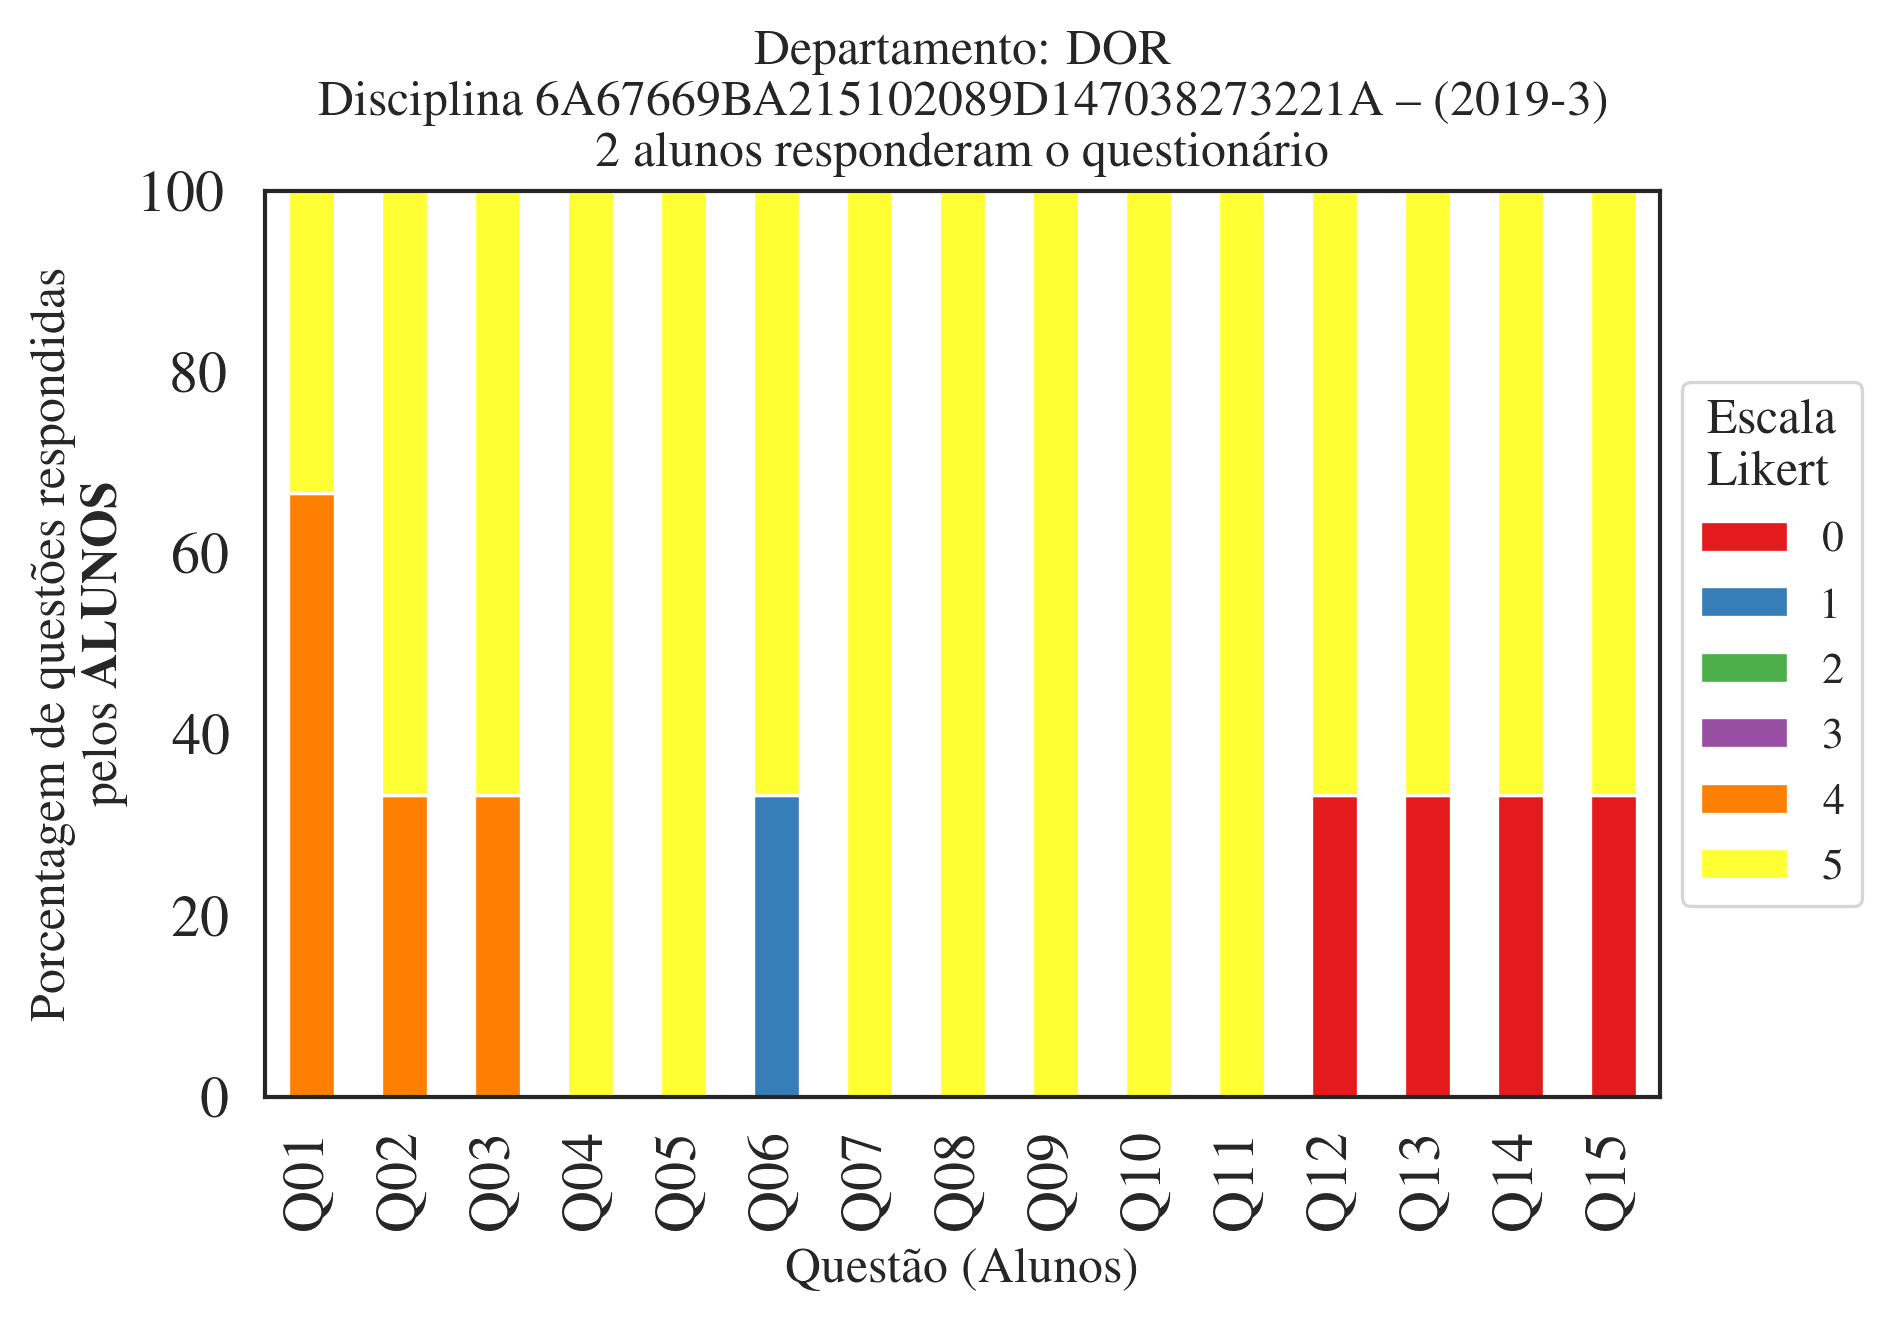 Departamento: DOR
Disciplina 6A67669BA215102089D147038273221A – (2019-3)
2 alunos responderam o questionário
Porcentagem de questões respondidas
pelos ALUNOS
100
80
60
40
20
0
Q01 Q02 Q03 Q04 Q05 Q06 Q07 Q08 Q09 Q10 Q11 Q12 Q13 Q14 Q15
Questão (Alunos)
Escala
Likert
0
1
2
3
4
5